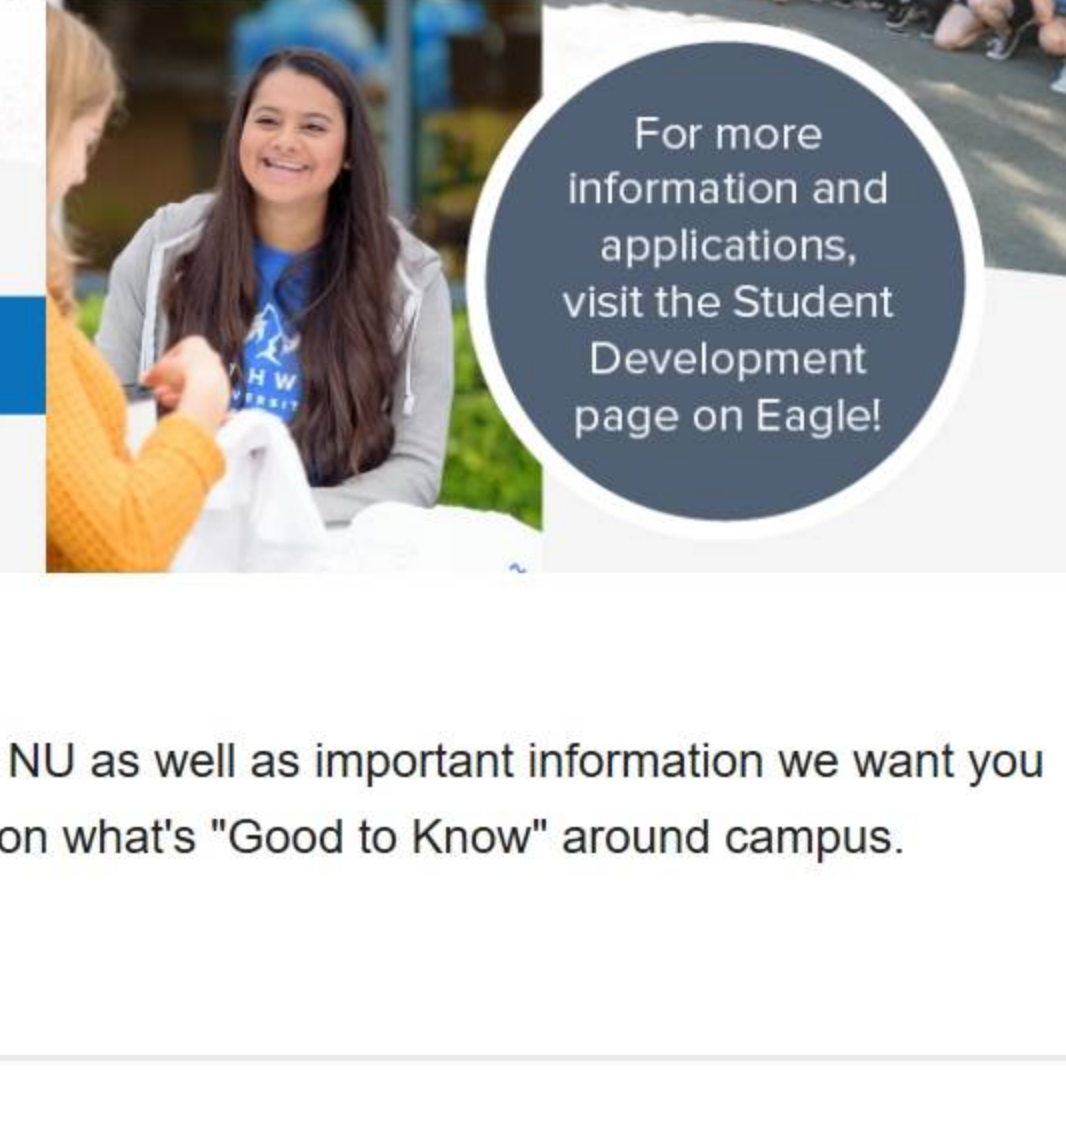 For more
information and
applications,
visit the Student
Development
page on Eagle!
H W
VERSIT
NU as well as important information we want you
on what's "Good to Know" around campus.